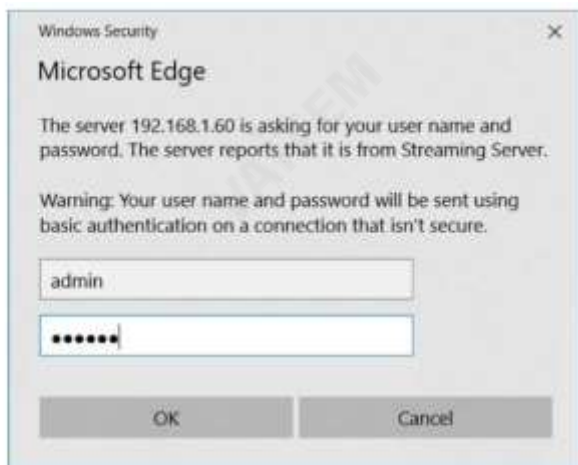 Windows Security
Microsoft Edge
The server 192.168.1.60 is asking for your user name and
password. The server reports that it is from Streaming Server.
Warning: Your user name and password will be sent using
basic authentication on a connection that isn't secure.
admin
••••••
OK
Cancel